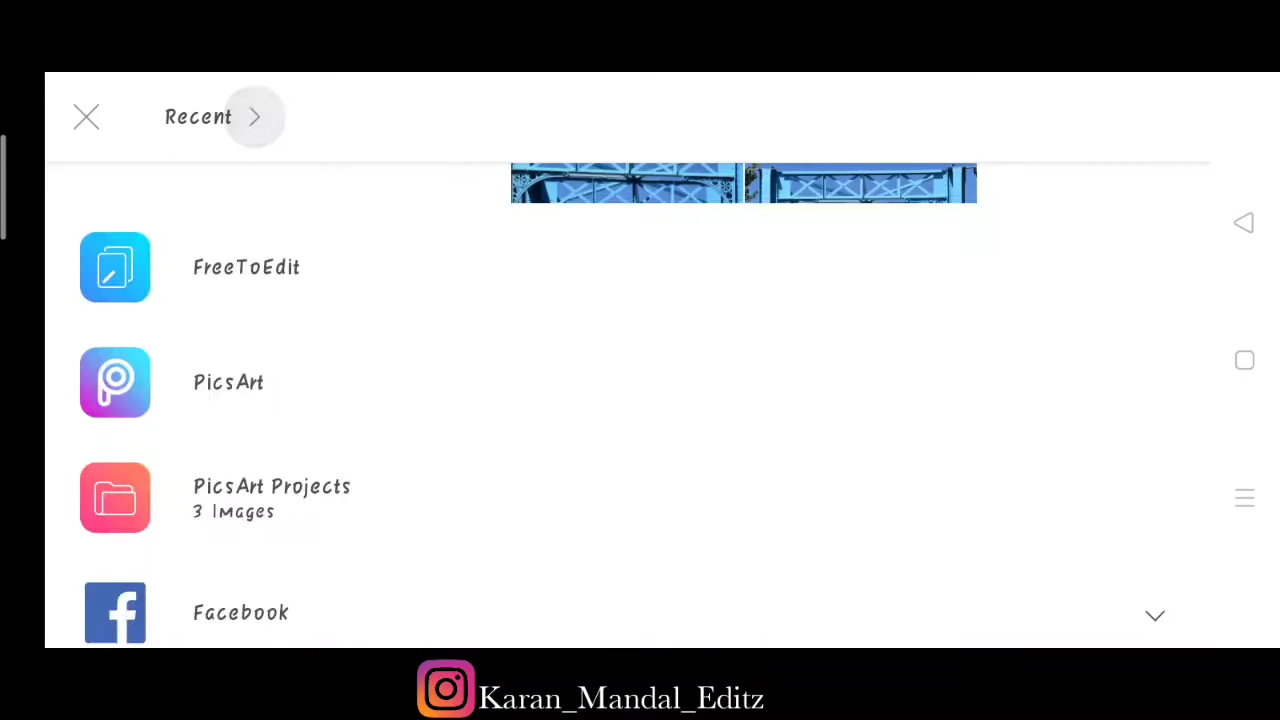 Recent
FreeToEdit
PicsArt
PicsArt Projects
3 Images
Facebook
Karan_Mandal_Editz